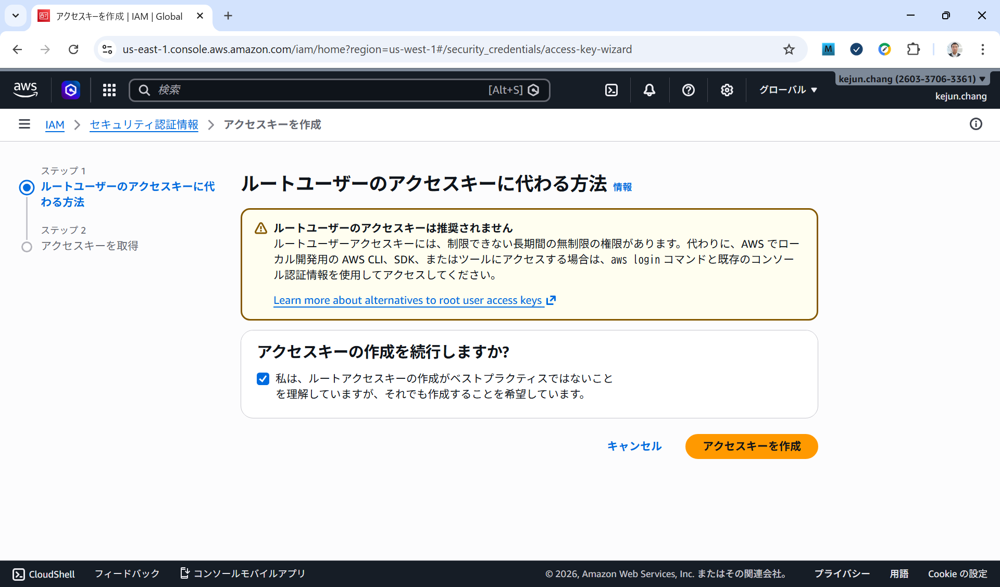 アクセスキーを作成 | IAM | Global
us-east-1.console.aws.amazon.com/iam/home?region=us-west-1#/security_credentials/access-key-wizard
M
aws
検索
[Alt+S]
グローバル ▼
kejun.chang (2603-3706-3361) ▼
kejun.chang
IAM
セキュリティ認証情報
アクセスキーを作成
ステップ 1
ルートユーザーのアクセスキーに代
わる方法
ステップ 2
アクセスキーを取得
ルートユーザーのアクセスキーに代わる方法 情報
ルートユーザーのアクセスキーは推奨されません
ルートユーザーアクセスキーには、制限できない長期間の無制限の権限があります。代わりに、AWS でロー
カル開発用の AWS CLI、SDK、またはツールにアクセスする場合は、aws login コマンドと既存のコンソー
ル認証情報を使用してアクセスしてください。
Learn more about alternatives to root user access keys
アクセスキーの作成を続行しますか?
私は、ルートアクセスキーの作成がベストプラクティスではないこと
を理解していますが、それでも作成することを希望しています。
キャンセル
アクセスキーを作成
CloudShell
フィードバック
コンソールモバイルアプリ
© 2026, Amazon Web Services, Inc. またはその関連会社。
プライバシー
用語
Cookie の設定